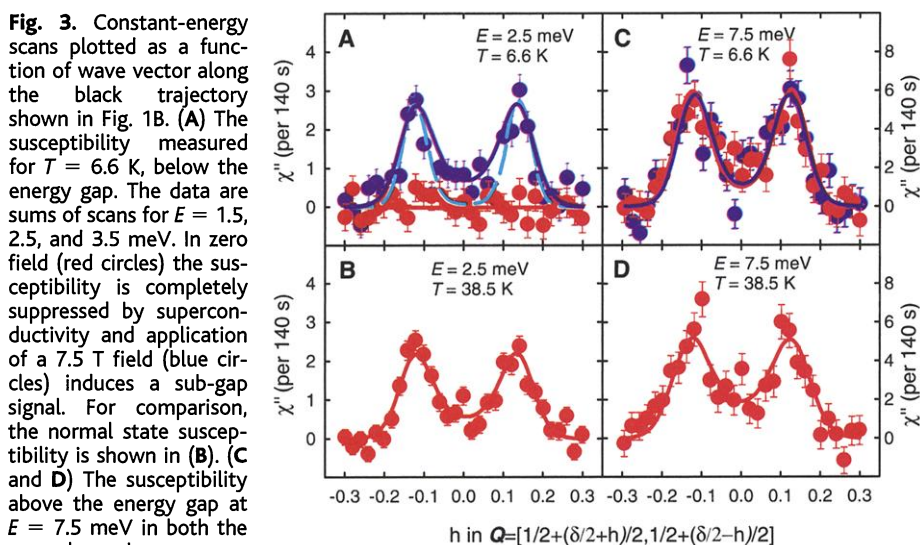 Fig. 3. Constant-energy
scans plotted as a func-
tion of wave vector along
the black trajectory
shown in Fig. 1B. (A) The
susceptibility measured
for T = 6.6 K, below the
energy gap. The data are
sums of scans for E = 1.5,
2.5, and 3.5 meV. In zero
field (red circles) the sus-
ceptibility is completely
suppressed by supercon-
ductivity and application
of a 7.5 T field (blue cir-
cles) induces a sub-gap
signal. For comparison,
the normal state suscep-
tibility is shown in (B). (C
and D) The susceptibility
above the energy gap at
E = 7.5 meV in both the
A
E = 2.5 meV
T = 6.6 K
4
3
2
1
0
χ'' (per 140 s)
C
E = 7.5 meV
T = 6.6 K
8
6
4
2
0
χ'' (per 140 s)
B
E = 2.5 meV
T = 38.5 K
4
3
2
1
0
χ'' (per 140 s)
D
E = 7.5 meV
T = 38.5 K
8
6
4
2
0
χ'' (per 140 s)
-0.3 -0.2 -0.1 0.0 0.1 0.2
-0.3 -0.2 -0.1 0.0 0.1 0.2 0.3
h in Q=[1/2+(δ/2+h)/2,1/2+(δ/2−h)/2]